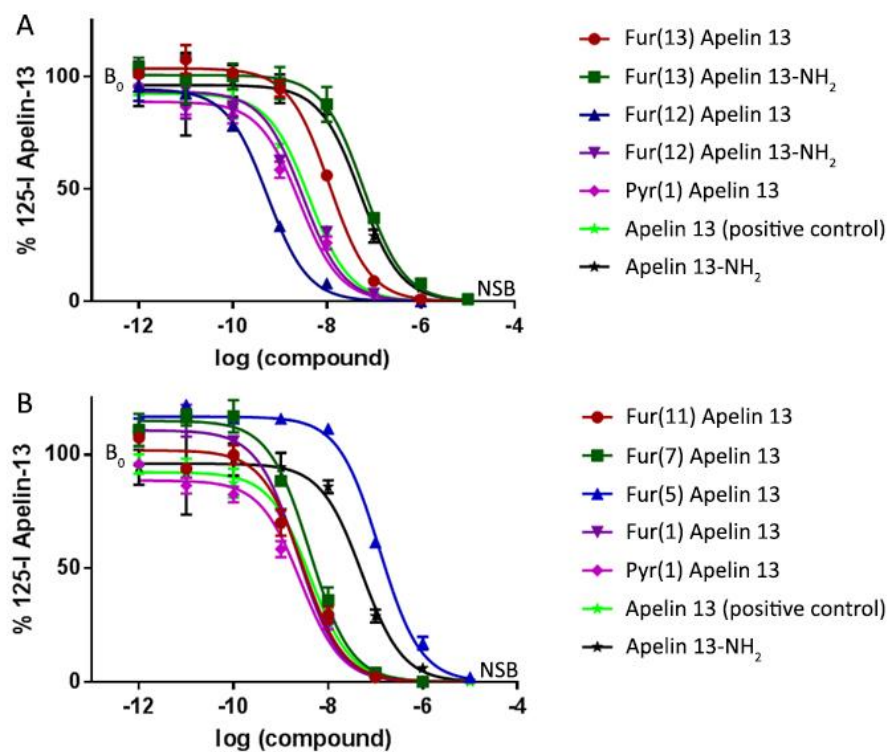 A
% 125-I Apelin-13
100
50
0
B₀
NSB
-12
-10
-8
-6
-4
log (compound)
Fur(13) Apelin 13
Fur(13) Apelin 13-NH₂
Fur(12) Apelin 13
Fur(12) Apelin 13-NH₂
Pyr(1) Apelin 13
Apelin 13 (positive control)
Apelin 13-NH₂
B
% 125-I Apelin-13
100
50
0
B₀
NSB
-12
-10
-8
-6
-4
log (compound)
Fur(11) Apelin 13
Fur(7) Apelin 13
Fur(5) Apelin 13
Fur(1) Apelin 13
Pyr(1) Apelin 13
Apelin 13 (positive control)
Apelin 13-NH₂